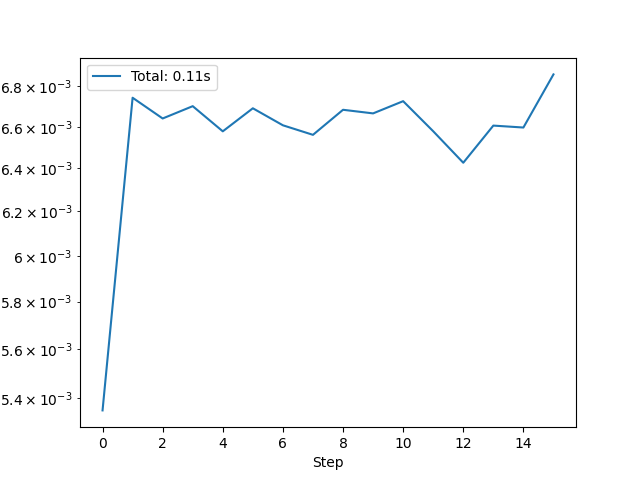 Total: 0.11s
6.8 × 10⁻³
6.6 × 10⁻³
6.4 × 10⁻³
6.2 × 10⁻³
6 × 10⁻³
5.8 × 10⁻³
5.6 × 10⁻³
5.4 × 10⁻³
0 2 4 6 8 10 12 14
Step